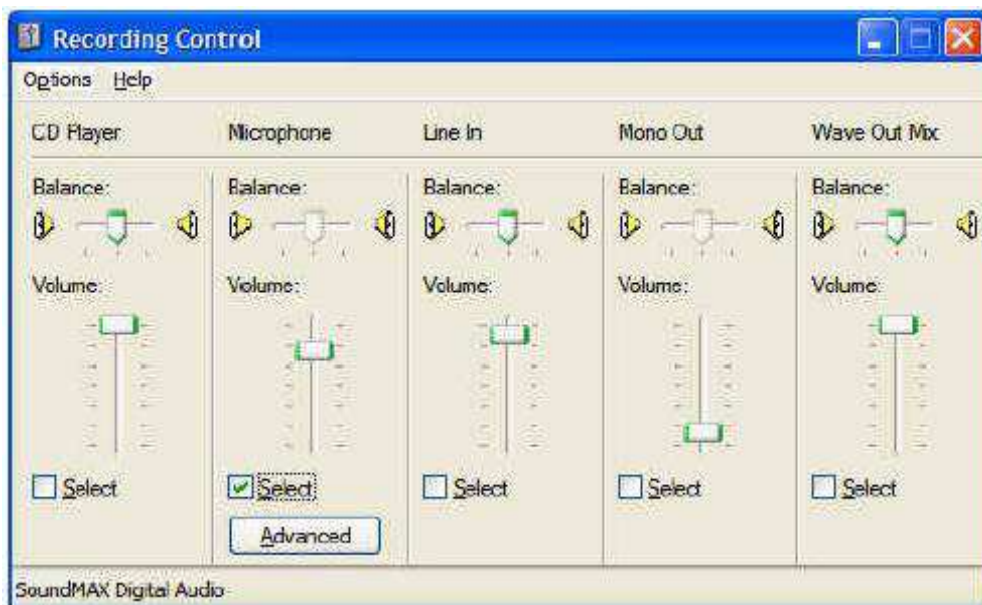 Recording Control
Options Help
CD Player Microphone Line In Mono Out Wave Out Mix
Balance: Balance: Balance: Balance: Balance:
Volume: Volume: Volume: Volume: Volume:
Select Select Select Select Select
Advanced
SoundMAX Digital Audio